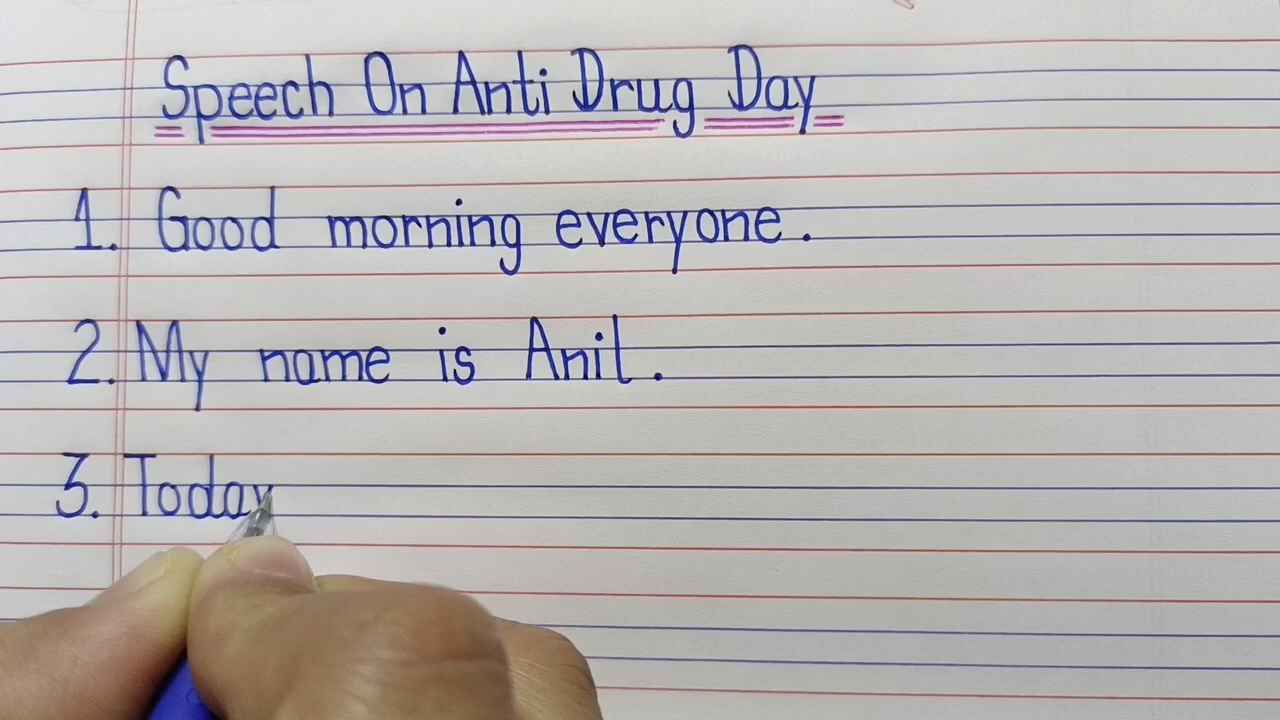 Speech On Anti Drug Day
1. Good morning everyone.
2. My name is Anil.
3. Today